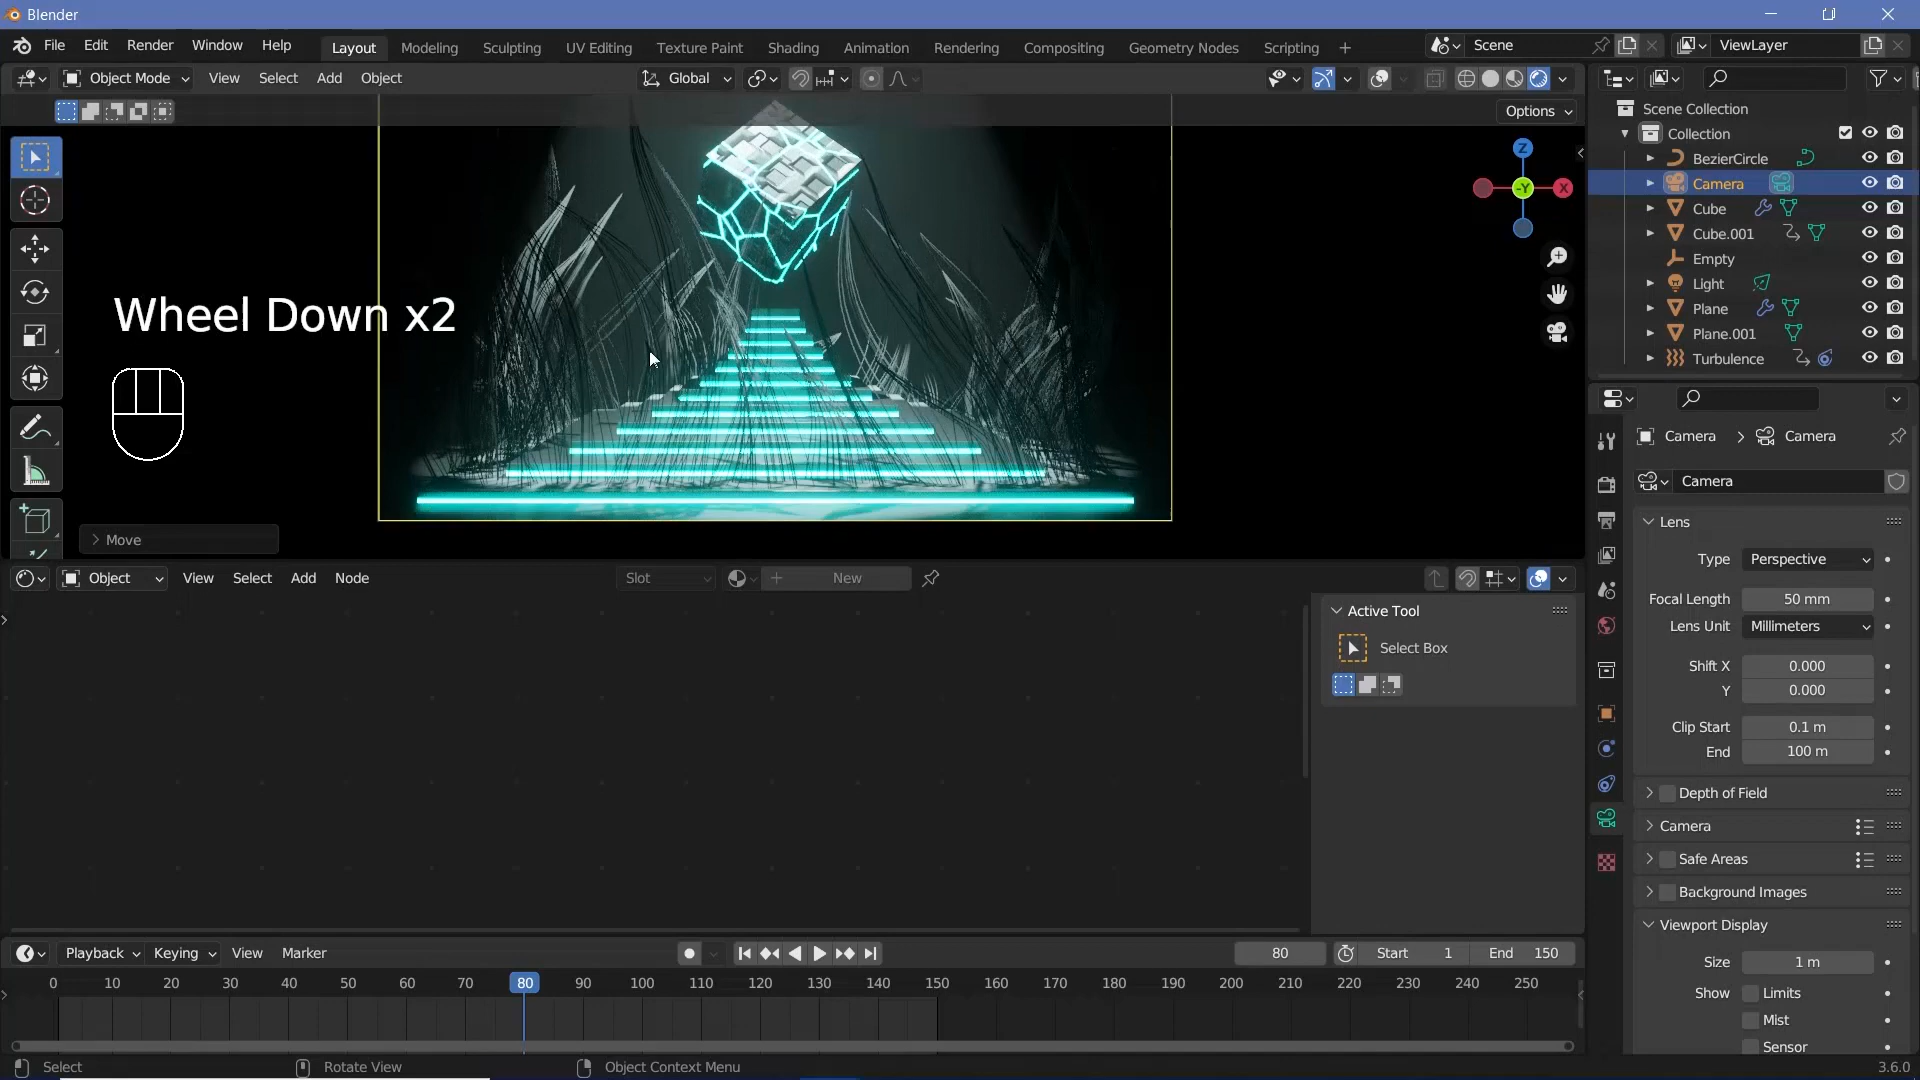 Blender
File Edit Render Window Help Layout Modeling Sculpting UV Editing Texture Paint Shading Animation Rendering Compositing Geometry Nodes Scripting + Scene ViewLayer
Object Mode View Select Add Object Global
Options
Scene Collection
Collection
BezierCircle
Camera
Cube
Cube.001
Empty
Light
Plane
Plane.001
Turbulence
Z
-Y X
Wheel Down x2
Move
Camera > Camera
Camera
Lens
Type Perspective
Focal Length 50 mm
Lens Unit Millimeters
Shift X 0.000
Y 0.000
Clip Start 0.1 m
End 100 m
Depth of Field
Camera
Safe Areas
Background Images
Viewport Display
Size 1 m
Show Limits
Mist
Sensor
Object View Select Add Node Slot + New
Active Tool
Select Box
Playback Keying View Marker 80 Start 1 End 150
0 10 20 30 40 50 60 70 80 90 100 110 120 130 140 150 160 170 180 190 200 210 220 230 240 250
Select Rotate View Object Context Menu 3.6.0